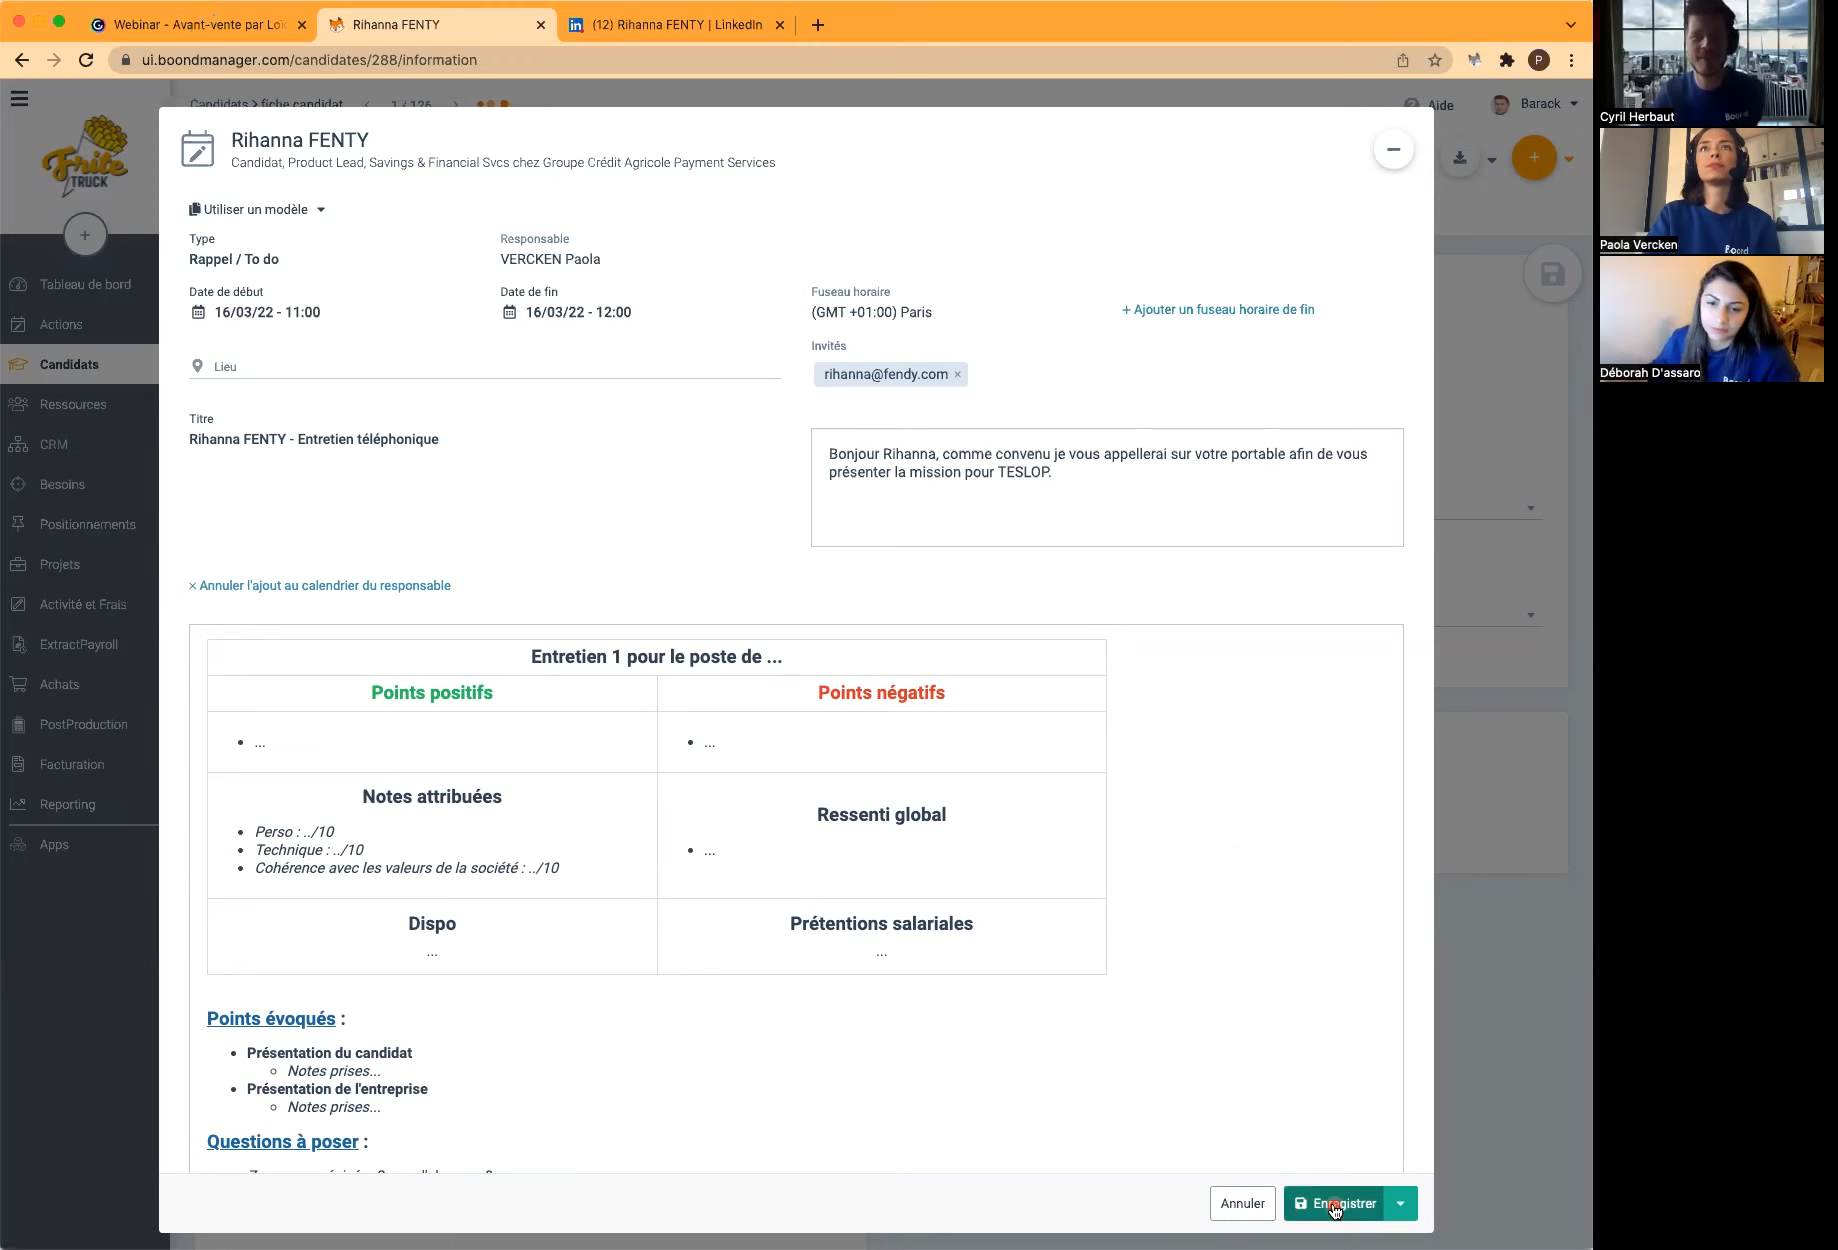 Webinar - Avant-vente par Loï
Rihanna FENTY
(12) Rihanna FENTY | LinkedIn
ui.boondmanager.com/candidates/288/information
P
Candidats > fiche candidat
1 / 126
Aide
Barack
Frite
TRUCK
Tableau de bord
Actions
Candidats
Ressources
CRM
Besoins
Positionnements
Projets
Activité et Frais
ExtractPayroll
Achats
PostProduction
Facturation
Reporting
Apps
Rihanna FENTY
Candidat, Product Lead, Savings & Financial Svcs chez Groupe Crédit Agricole Payment Services
Utiliser un modèle
Type
Responsable
Rappel / To do
VERCKEN Paola
Date de début
Date de fin
Fuseau horaire
16/03/22 - 11:00
16/03/22 - 12:00
(GMT +01:00) Paris
+ Ajouter un fuseau horaire de fin
Invités
Lieu
rihanna@fendy.com ×
Titre
Rihanna FENTY - Entretien téléphonique
Bonjour Rihanna, comme convenu je vous appellerai sur votre portable afin de vous
présenter la mission pour TESLOP.
× Annuler l'ajout au calendrier du responsable
Entretien 1 pour le poste de ...
Points positifs
Points négatifs
• ...
• ...
Notes attribuées
• Perso : ../10
• Technique : ../10
• Cohérence avec les valeurs de la société : ../10
Ressenti global
• ...
Dispo
...
Prétentions salariales
...
Points évoqués :
• Présentation du candidat
○ Notes prises...
• Présentation de l'entreprise
○ Notes prises...
Questions à poser :
Annuler
Enregistrer
Cyril Herbaut
Paola Vercken
Boond
Déborah D'assaro